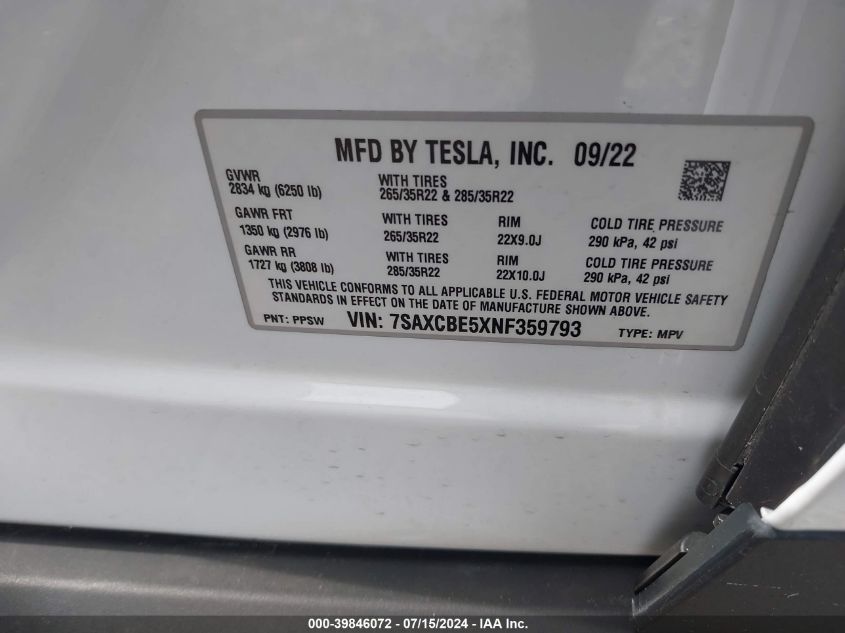 MFD BY TESLA, INC. 09/22
GVWR
2834 kg (6250 lb)
WITH TIRES
265/35R22 & 285/35R22
GAWR FRT
1350 kg (2976 lb)
WITH TIRES
265/35R22
RIM
22X9.0J
COLD TIRE PRESSURE
290 kPa, 42 psi
GAWR RR
1727 kg (3808 lb)
WITH TIRES
285/35R22
RIM
22X10.0J
COLD TIRE PRESSURE
290 kPa, 42 psi
THIS VEHICLE CONFORMS TO ALL APPLICABLE U.S. FEDERAL MOTOR VEHICLE SAFETY
STANDARDS IN EFFECT ON THE DATE OF MANUFACTURE SHOWN ABOVE.
PNT: PPSW VIN: 7SAXCBE5XNF359793 TYPE: MPV
000-39846072 - 07/15/2024 - IAA Inc.